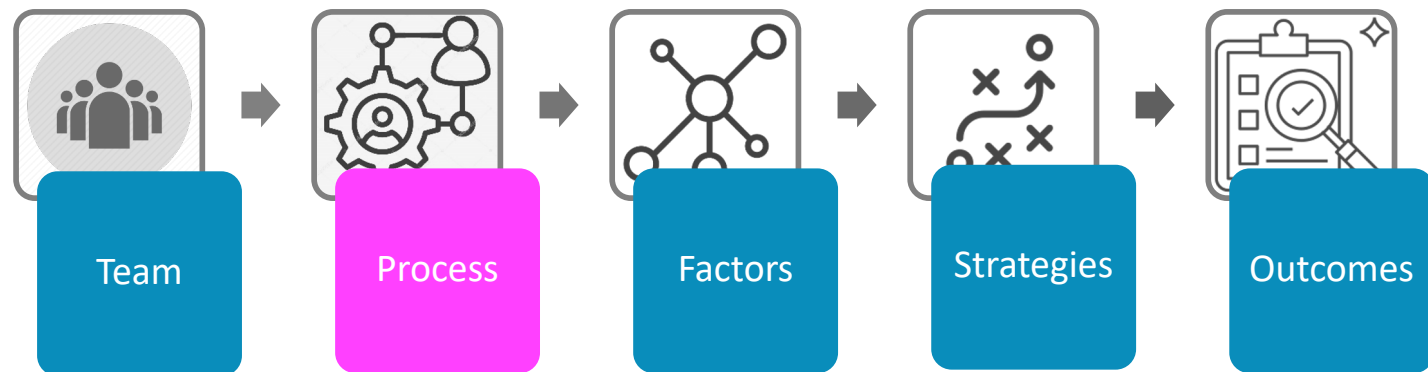 Team
Process
Factors
Strategies
Outcomes